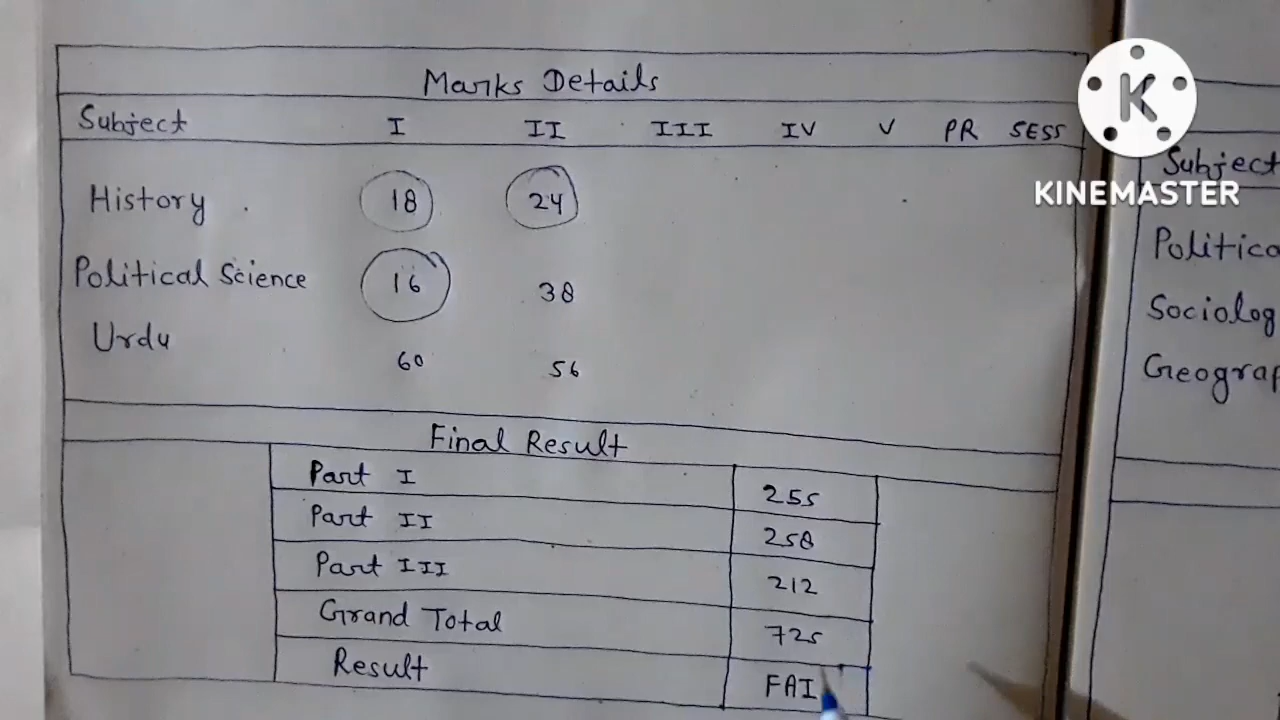 Marks Details
Subject I II III IV V PR SESS
History 18 24
Political Science 16 38
Urdu 60 56
Final Result
Part I 255
Part II 258
Part III 212
Grand Total 725
Result FAI
K
KINEMASTER
Subject
Politica
Sociolog
Geograp